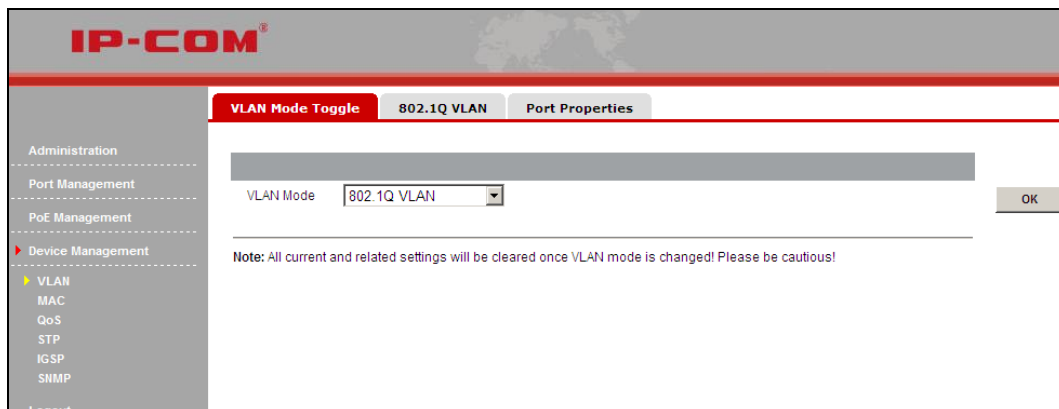 IP-COM®
VLAN Mode Toggle 802.1Q VLAN Port Properties
Administration
Port Management
PoE Management
Device Management
VLAN
MAC
QoS
STP
IGSP
SNMP
VLAN Mode 802.1Q VLAN
OK
Note: All current and related settings will be cleared once VLAN mode is changed! Please be cautious!